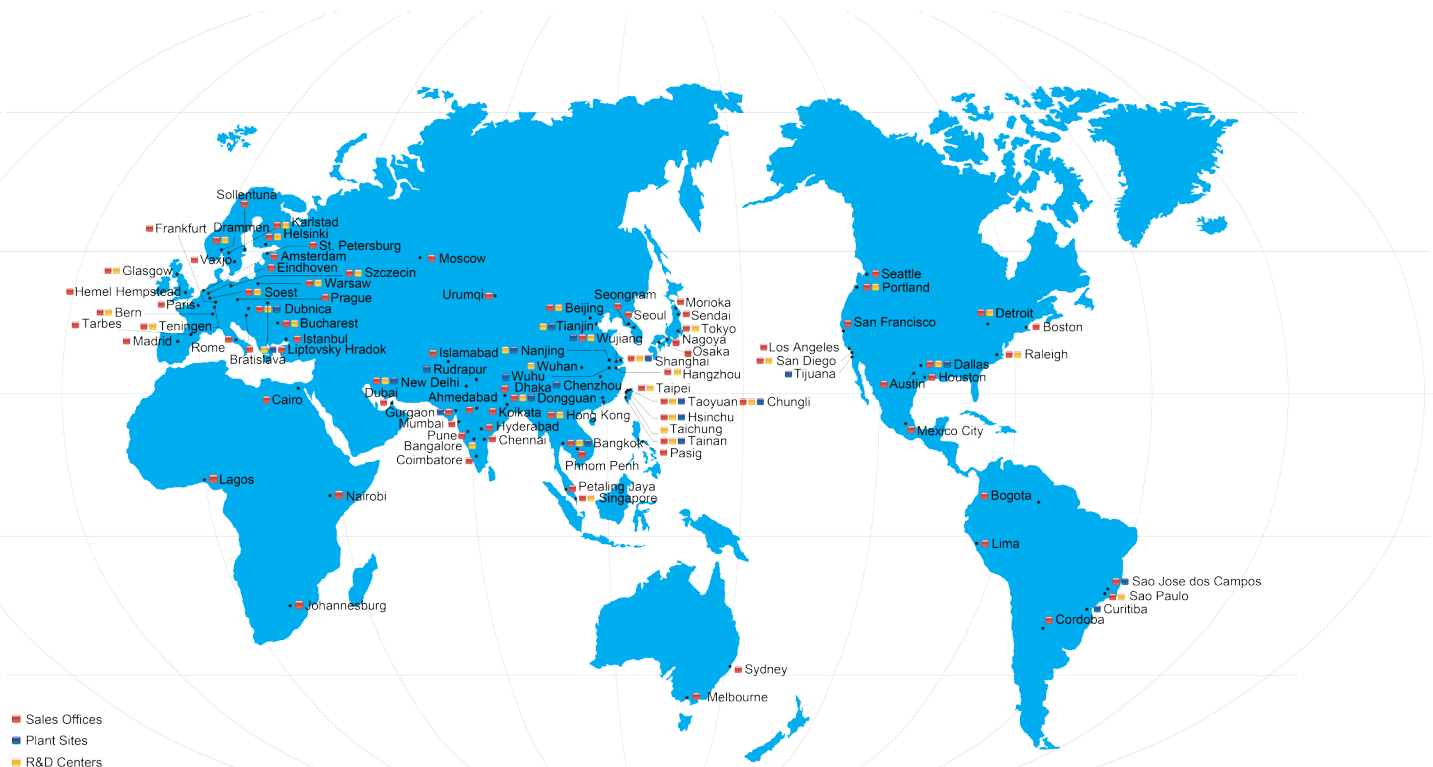 Sollentuna
Frankfurt
Drammen
Karlstad
Helsinki
St. Petersburg
Vaxjo
Amsterdam
Eindhoven
Moscow
Glasgow
Szczecin
Warsaw
Hemel Hempstead
Soest
Prague
Paris
Bern
Dubnica
Tarbes
Teningen
Bucharest
Madrid
Rome
Istanbul
Bratislava
Liptovsky Hradok
Urumqi
Beijing
Seongnam
Seoul
Morioka
Sendai
Tianjin
Tokyo
Wujiang
Nagoya
Osaka
Islamabad
Nanjing
Shanghai
Rudrapur
Wuhan
Hangzhou
New Delhi
Wuhu
Chenzhou
Dubai
Dhaka
Taipei
Cairo
Ahmedabad
Dongguan
Taoyuan
Chungli
Gurgaon
Kolkata
Hong Kong
Hsinchu
Mumbai
Hyderabad
Taichung
Pune
Chennai
Bangkok
Tainan
Bangalore
Pasig
Coimbatore
Phnom Penh
Lagos
Petaling Jaya
Nairobi
Singapore
Johannesburg
Sydney
Melbourne
Seattle
Portland
San Francisco
Detroit
Boston
Los Angeles
San Diego
Raleigh
Tijuana
Dallas
Austin
Houston
Mexico City
Bogota
Lima
Sao Jose dos Campos
Sao Paulo
Curitiba
Cordoba
Sales Offices
Plant Sites
R&D Centers